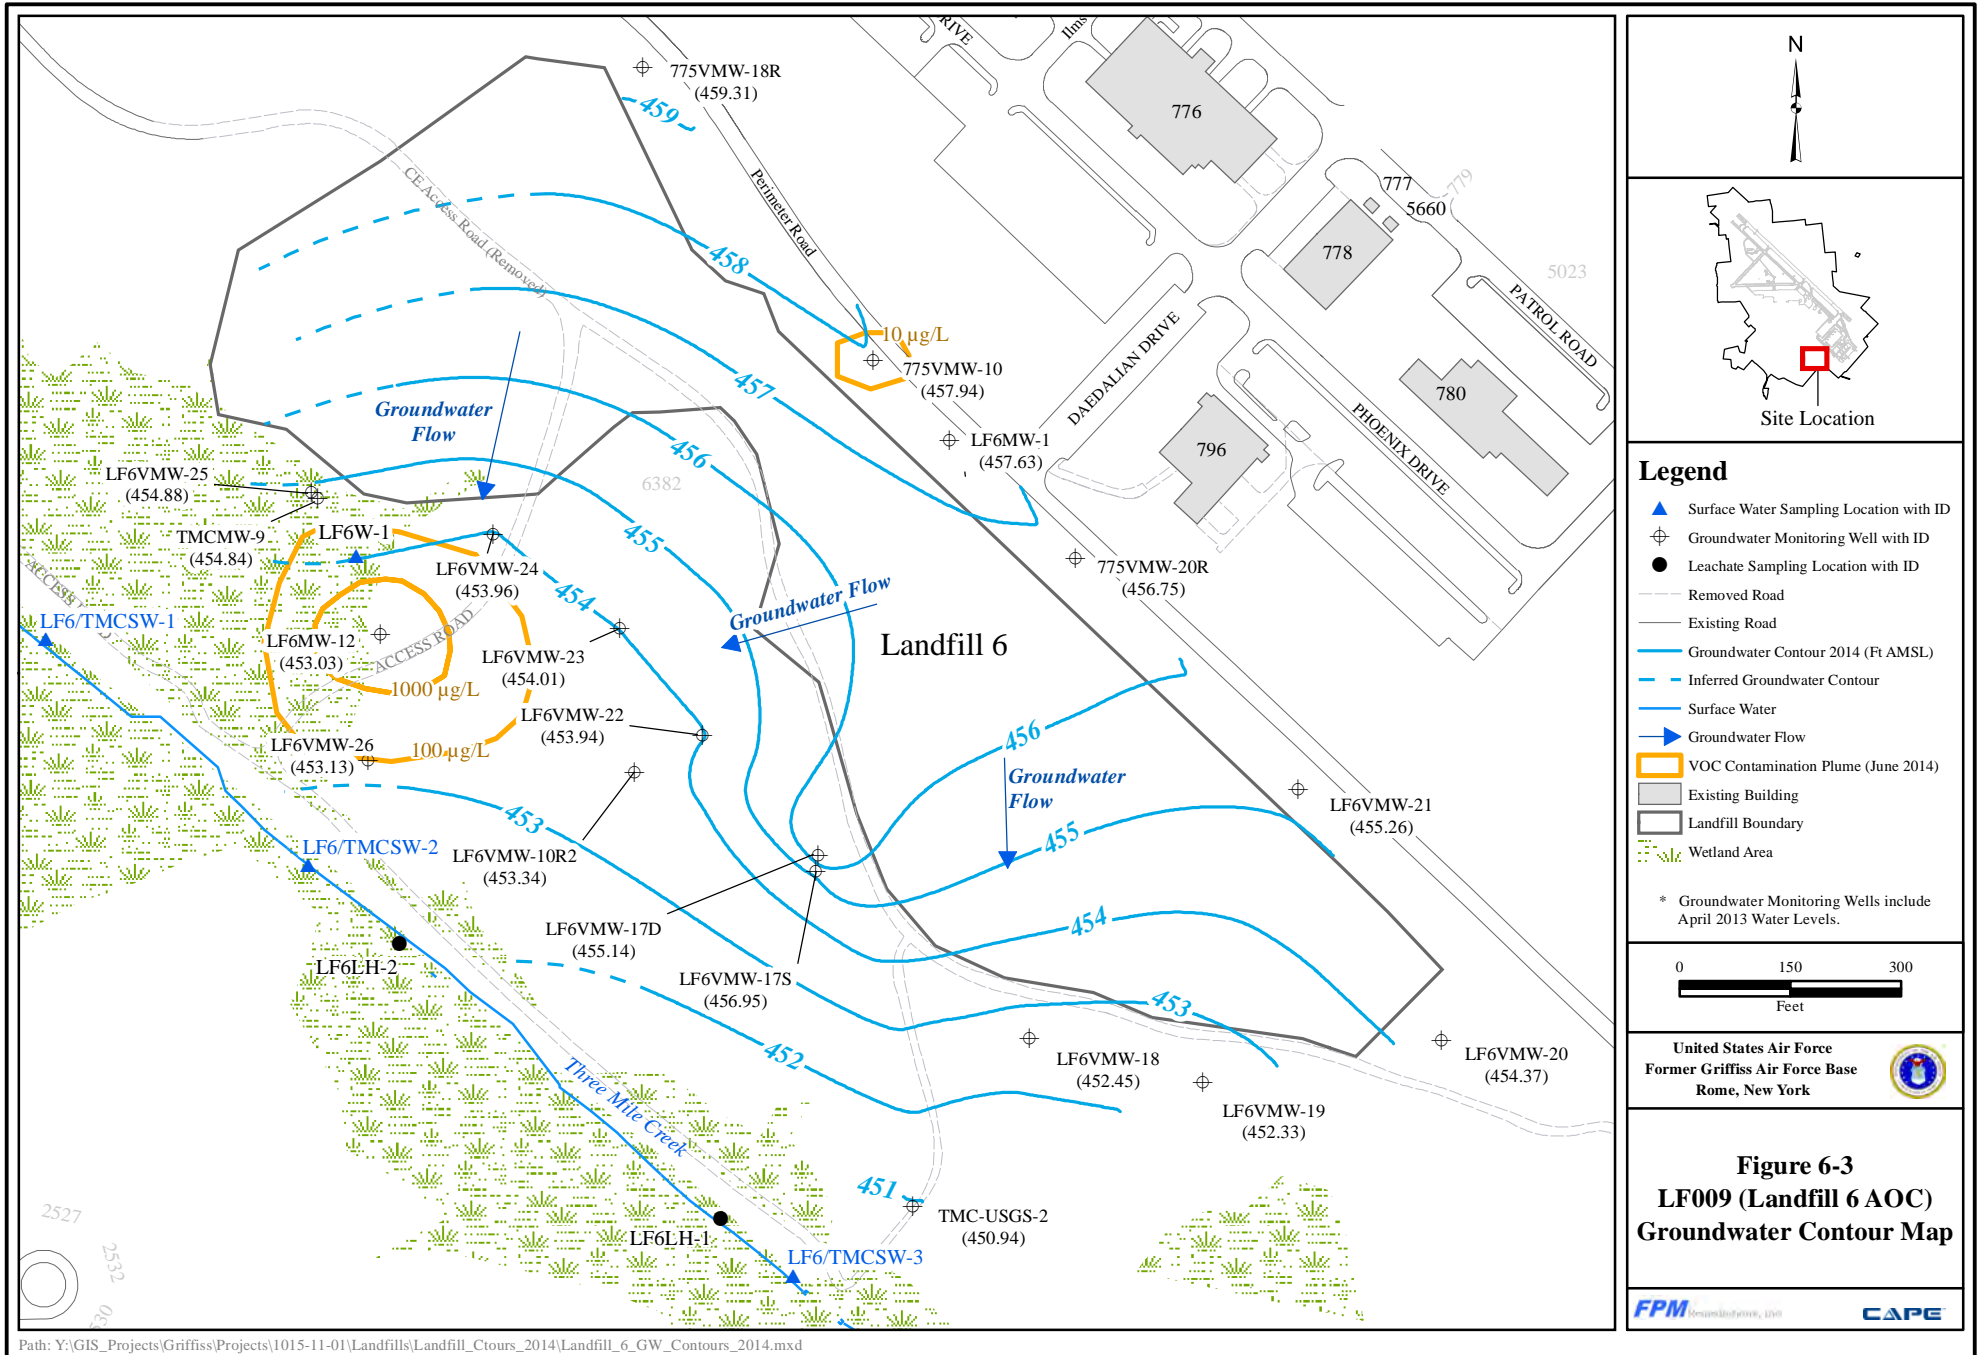 775VMW-18R
(459.31)
459
RIVE
Ilms
776
777
5660
779
778
5023
PATROL ROAD
CE Access Road (Removed)
Perimeter Road
458
10 µg/L
775VMW-10
(457.94)
DAEDALIAN DRIVE
780
457
PHOENIX DRIVE
796
Groundwater
Flow
LF6MW-1
(457.63)
456
6382
LF6VMW-25
(454.88)
TMCMW-9
(454.84)
LF6W-1
LF6VMW-24
(453.96)
455
775VMW-20R
(456.75)
ACCESS
454
Groundwater Flow
LF6/TMCSW-1
LF6MW-12
(453.03)
ACCESS ROAD
1000 µg/L
LF6VMW-23
(454.01)
Landfill 6
LF6VMW-22
(453.94)
LF6VMW-26
(453.13)
100 µg/L
456
Groundwater
Flow
LF6VMW-21
(455.26)
453
455
LF6/TMCSW-2
LF6VMW-10R2
(453.34)
LF6VMW-17D
(455.14)
454
LF6LH-2
LF6VMW-17S
(456.95)
453
452
LF6VMW-18
(452.45)
LF6VMW-20
(454.37)
LF6VMW-19
(452.33)
Three Mile Creek
451
TMC-USGS-2
(450.94)
LF6LH-1
LF6/TMCSW-3
2527
2532
530
N
Site Location
Legend
Surface Water Sampling Location with ID
Groundwater Monitoring Well with ID
Leachate Sampling Location with ID
Removed Road
Existing Road
Groundwater Contour 2014 (Ft AMSL)
Inferred Groundwater Contour
Surface Water
Groundwater Flow
VOC Contamination Plume (June 2014)
Existing Building
Landfill Boundary
Wetland Area
* Groundwater Monitoring Wells include
April 2013 Water Levels.
0 150 300
Feet
United States Air Force
Former Griffiss Air Force Base
Rome, New York
Figure 6-3
LF009 (Landfill 6 AOC)
Groundwater Contour Map
FPM
CAPE
Path: Y:\GIS_Projects\Griffiss\Projects\1015-11-01\Landfills\Landfill_Ctours_2014\Landfill_6_GW_Contours_2014.mxd